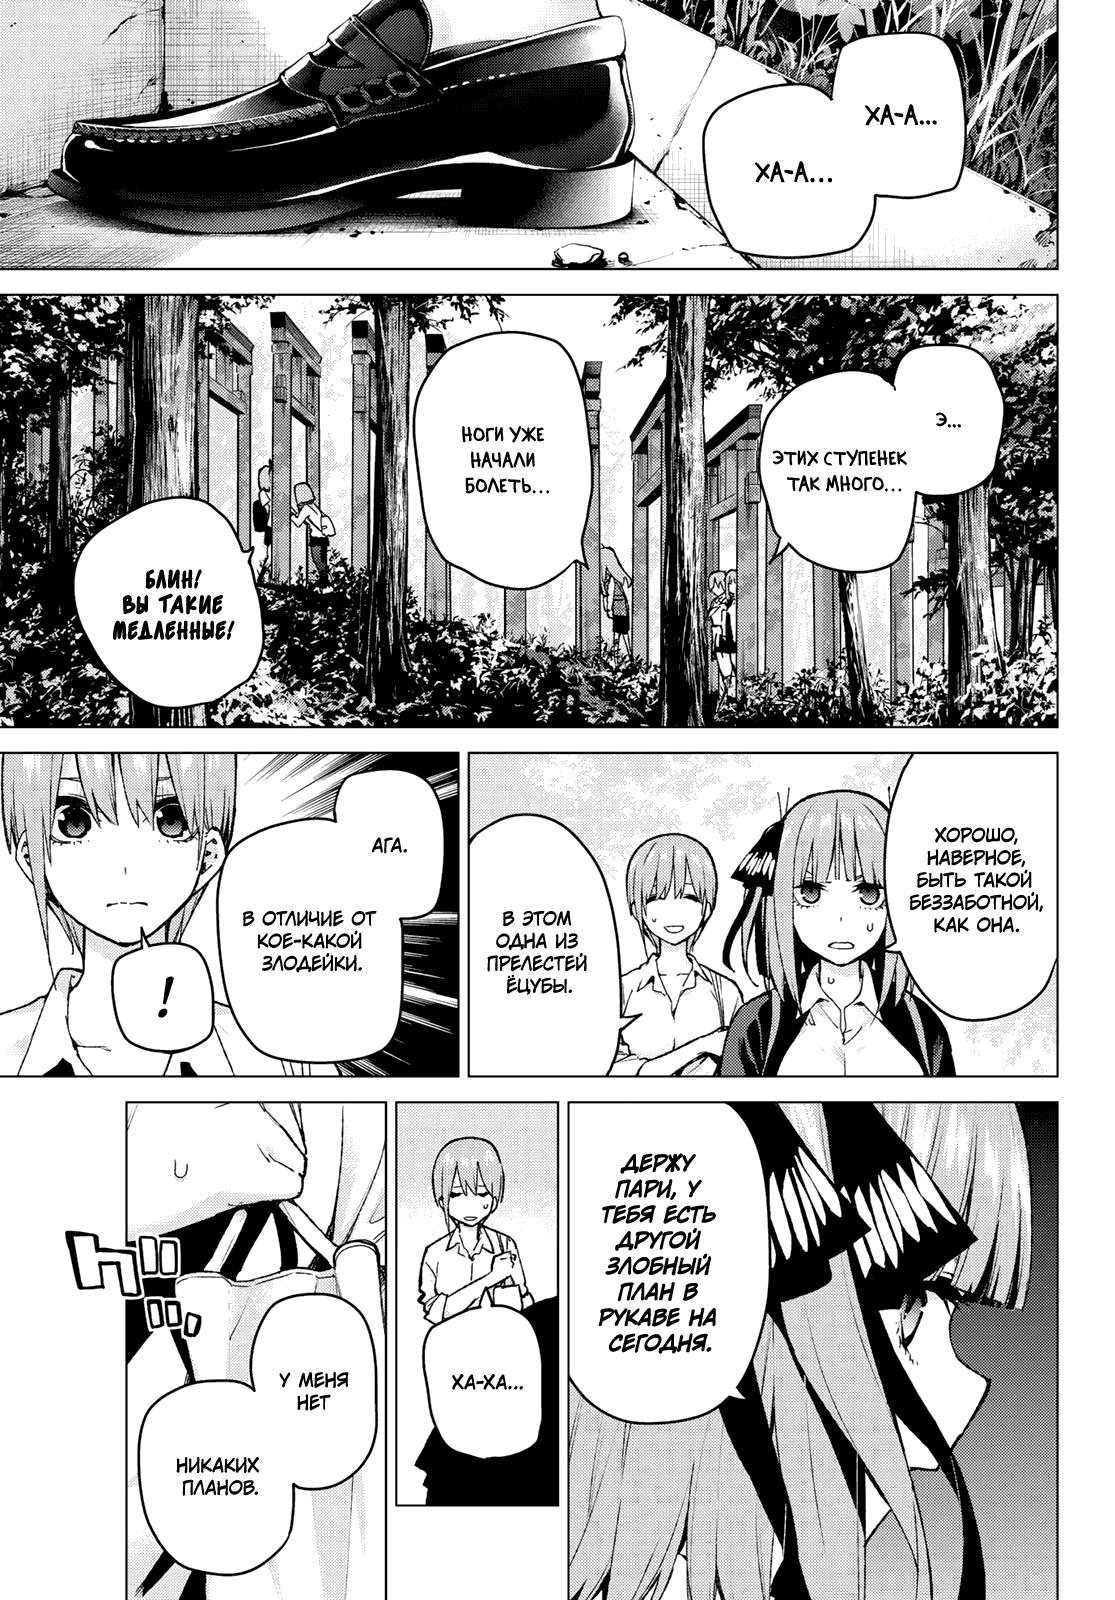 ХА-А...
ХА-А...
Э...
ЭТИХ СТУПЕНЕК
ТАК МНОГО...
НОГИ УЖЕ
НАЧАЛИ
БОЛЕТЬ...
БЛИН!
ВЫ ТАКИЕ
МЕДЛЕННЫЕ!
ХОРОШО,
НАВЕРНОЕ,
БЫТЬ ТАКОЙ
БЕЗЗАБОТНОЙ,
КАК ОНА.
В ЭТОМ
ОДНА ИЗ
ПРЕЛЕСТЕЙ
ЁЦУБЫ.
АГА.
В ОТЛИЧИЕ ОТ
КОЕ-КАКОЙ
ЗЛОДЕЙКИ.
!
ДЕРЖУ
ПАРИ, У
ТЕБЯ ЕСТЬ
ДРУГОЙ
ЗЛОБНЫЙ
ПЛАН В
РУКАВЕ НА
СЕГОДНЯ.
ХА-ХА...
У МЕНЯ
НЕТ
НИКАКИХ
ПЛАНОВ.